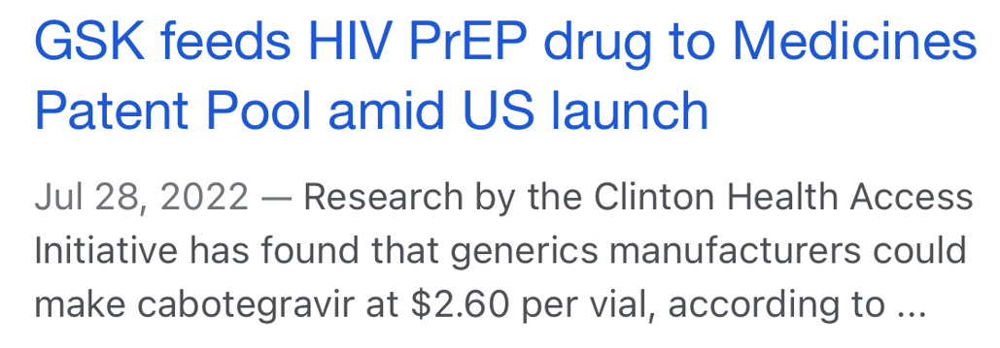 GSK feeds HIV PrEP drug to Medicines
Patent Pool amid US launch
Jul 28, 2022 — Research by the Clinton Health Access
Initiative has found that generics manufacturers could
make cabotegravir at $2.60 per vial, according to ...